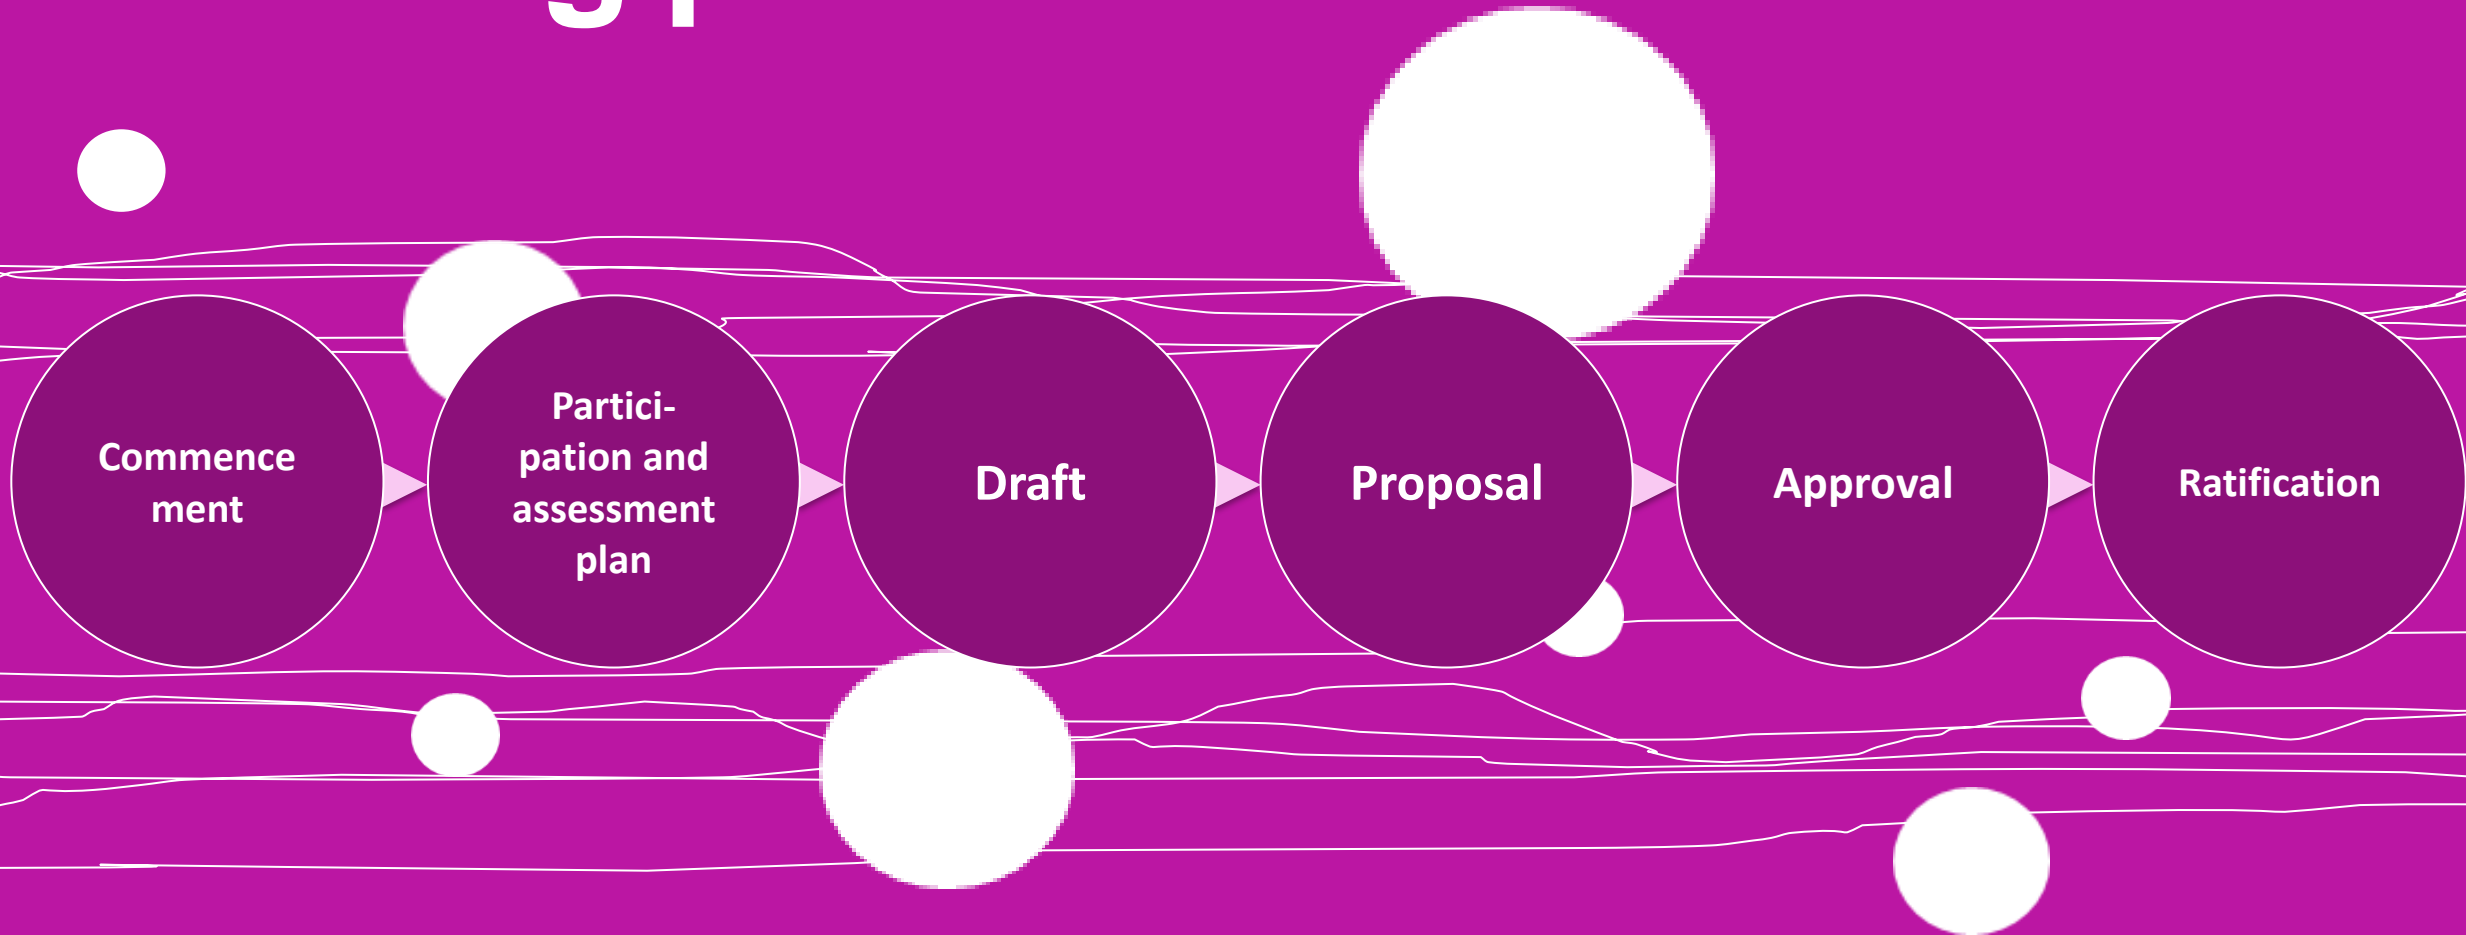 Commence
ment
Partici-
pation and
assessment
plan
Draft
Proposal
Approval
Ratification